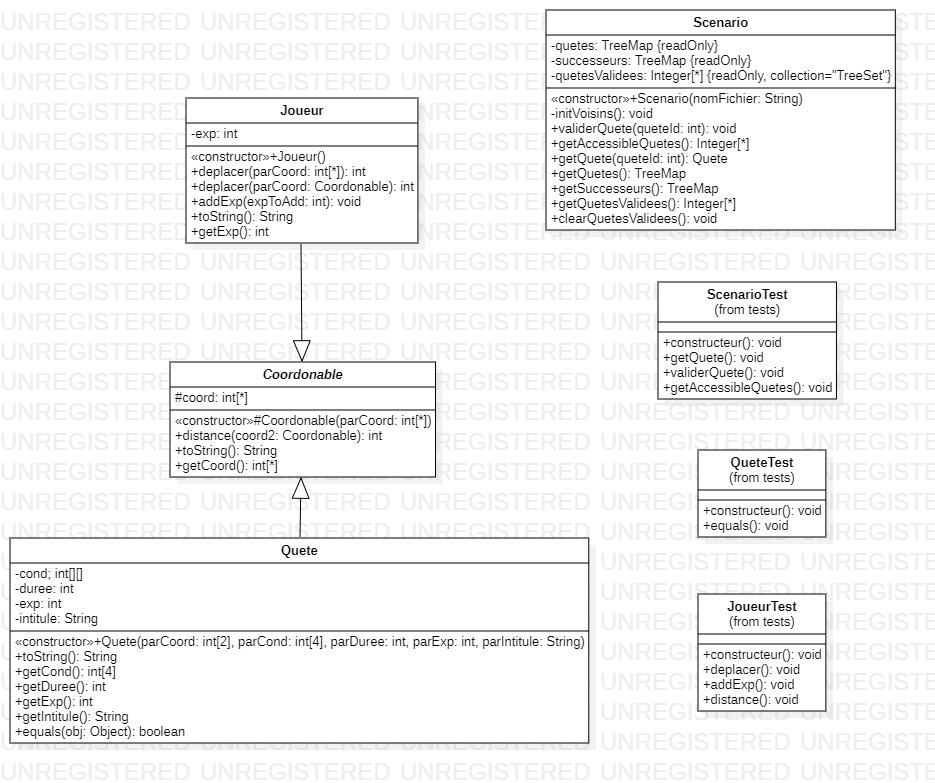 Scenario
-quetes: TreeMap {readOnly}
-successeurs: TreeMap {readOnly}
-quetesValidees: Integer[*] {readOnly, collection="TreeSet"}
«constructor»+Scenario(nomFichier: String)
-initVoisins(): void
+validerQuete(queteId: int): void
+getAccessibleQuetes(): Integer[*]
+getQuete(queteId: int): Quete
+getQuetes(): TreeMap
+getSuccesseurs(): TreeMap
+getQuetesValidees(): Integer[*]
+clearQuetesValidees(): void
Joueur
-exp: int
«constructor»+Joueur()
+deplacer(parCoord: int[*]): int
+deplacer(parCoord: Coordonable): int
+addExp(expToAdd: int): void
+toString(): String
+getExp(): int
ScenarioTest
(from tests)
+constructeur(): void
+getQuete(): void
+validerQuete(): void
+getAccessibleQuetes(): void
Coordonable
#coord: int[*]
«constructor»#Coordonable(parCoord: int[*])
+distance(coord2: Coordonable): int
+toString(): String
+getCoord(): int[*]
QueteTest
(from tests)
+constructeur(): void
+equals(): void
Quete
-cond; int[][]
-duree: int
-exp: int
-intitule: String
«constructor»+Quete(parCoord: int[2], parCond: int[4], parDuree: int, parExp: int, parIntitule: String)
+toString(): String
+getCond(): int[4]
+getDuree(): int
+getExp(): int
+getIntitule(): String
+equals(obj: Object): boolean
JoueurTest
(from tests)
+constructeur(): void
+deplacer(): void
+addExp(): void
+distance(): void
UNREGISTERED UNREGISTERED UNREGISTERED UNREGISTERED UNREGISTERED